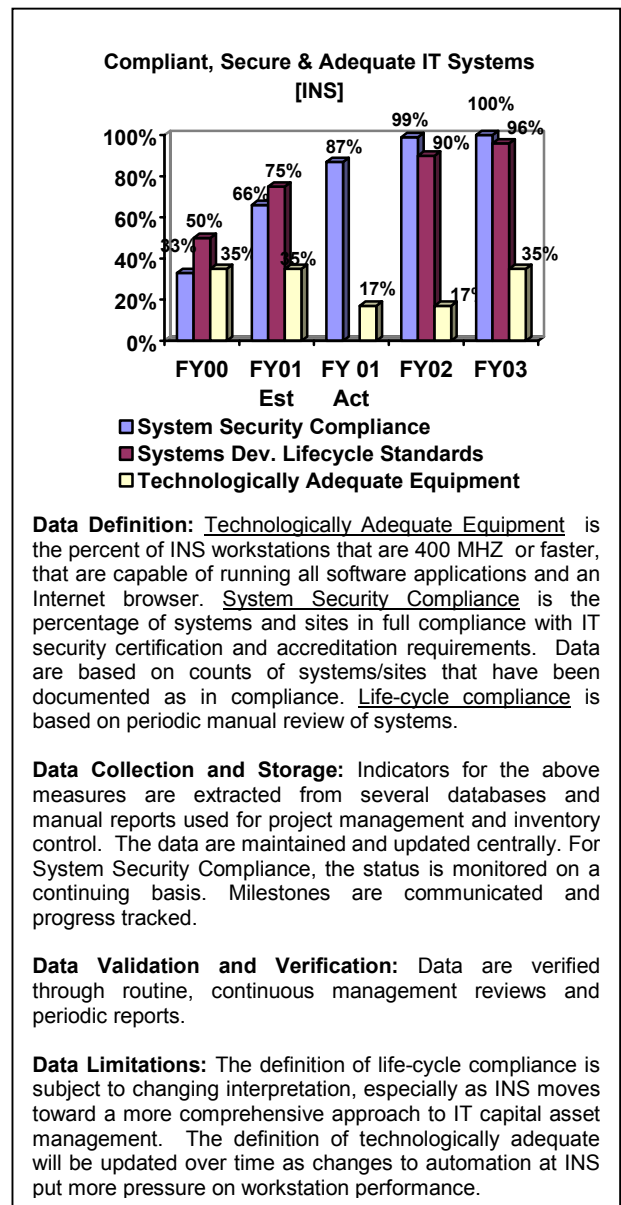 Compliant, Secure & Adequate IT Systems
[INS]
100%
80%
60%
40%
20%
0%
33%
50%
35%
66%
75%
35%
87%
17%
99%
90%
17%
100%
96%
35%
FY00 FY01 FY 01 FY02 FY03
Est Act
System Security Compliance
Systems Dev. Lifecycle Standards
Technologically Adequate Equipment
Data Definition: Technologically Adequate Equipment is
the percent of INS workstations that are 400 MHZ or faster,
that are capable of running all software applications and an
Internet browser. System Security Compliance is the
percentage of systems and sites in full compliance with IT
security certification and accreditation requirements. Data
are based on counts of systems/sites that have been
documented as in compliance. Life-cycle compliance is
based on periodic manual review of systems.
Data Collection and Storage: Indicators for the above
measures are extracted from several databases and
manual reports used for project management and inventory
control. The data are maintained and updated centrally. For
System Security Compliance, the status is monitored on a
continuing basis. Milestones are communicated and
progress tracked.
Data Validation and Verification: Data are verified
through routine, continuous management reviews and
periodic reports.
Data Limitations: The definition of life-cycle compliance is
subject to changing interpretation, especially as INS moves
toward a more comprehensive approach to IT capital asset
management. The definition of technologically adequate
will be updated over time as changes to automation at INS
put more pressure on workstation performance.